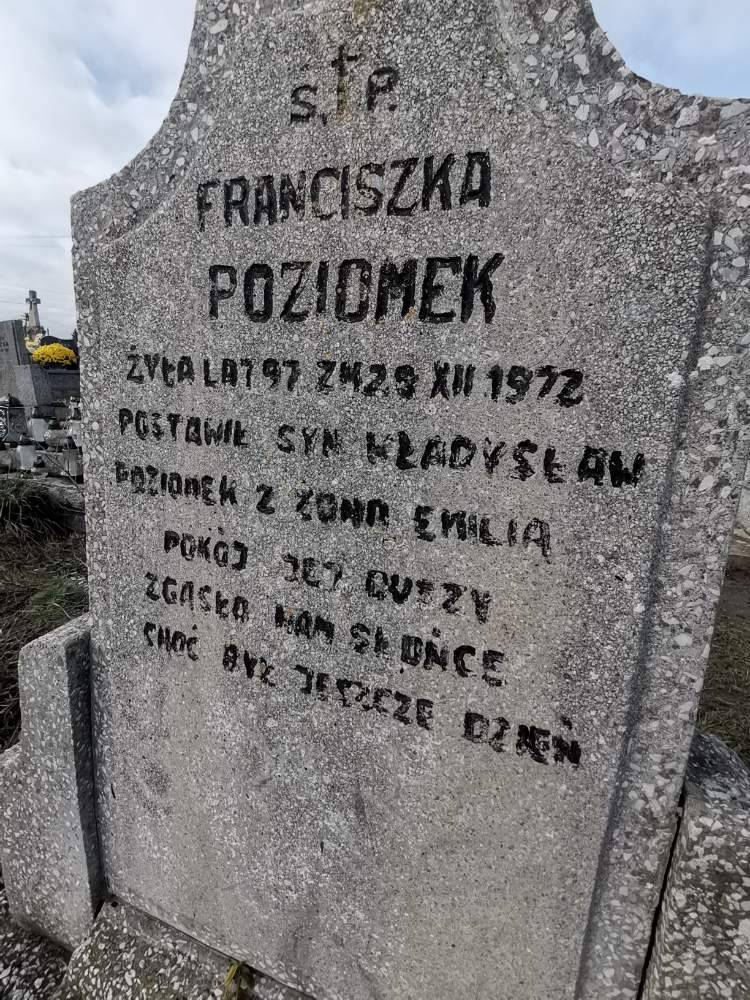 Ś. † P.
FRANCISZKA
POZIOMEK
ŻYŁA LAT 97 ZM 29 XII 1972
POSTAWIŁ SYN WŁADYSŁAW
POZIOMEK Z ŻONĄ EMILIĄ
POKÓJ JEJ DUSZY
ZGASŁO NAM SŁOŃCE
CHOĆ BYŁ JESZCZE DZIEŃ